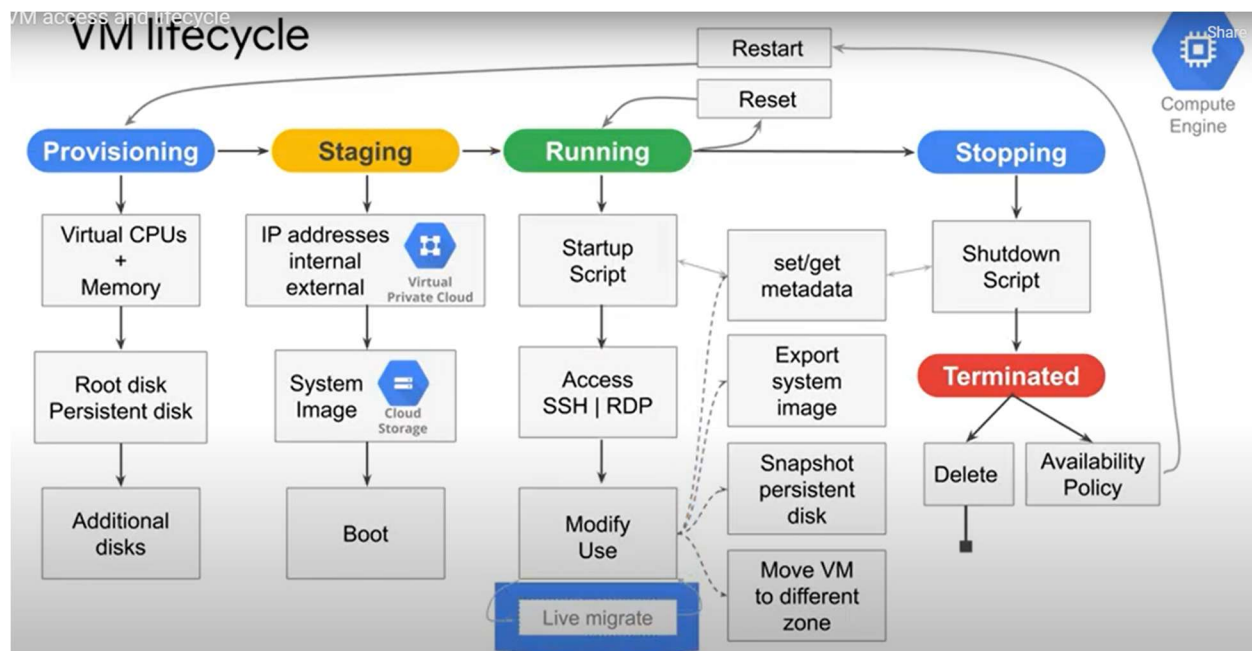 VM access and lifecycle
VM lifecycle
Share
Compute
Engine
Restart
Reset
Provisioning
Staging
Running
Stopping
Virtual CPUs
+
Memory
Root disk
Persistent disk
Additional
disks
IP addresses
internal
external
Virtual
Private Cloud
System
Image
Cloud
Storage
Boot
Startup
Script
Access
SSH | RDP
Modify
Use
Live migrate
set/get
metadata
Export
system
image
Snapshot
persistent
disk
Move VM
to different
zone
Shutdown
Script
Terminated
Delete
Availability
Policy